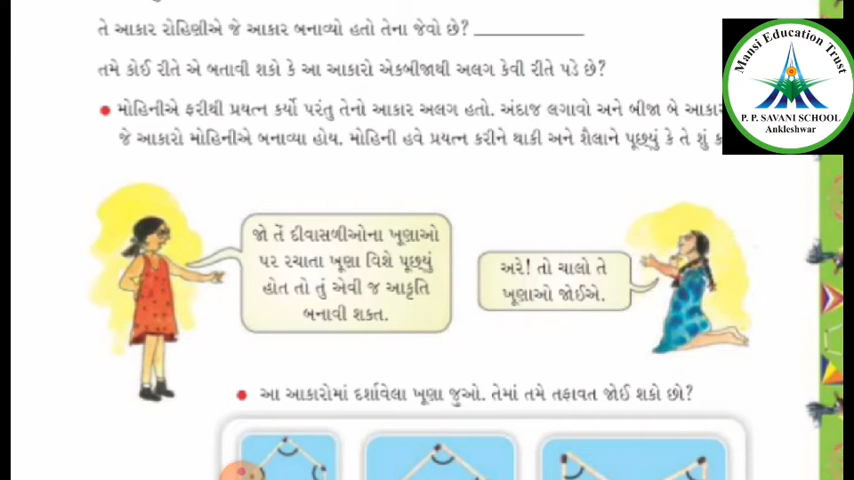 તે આકાર રોહિણીએ જે આકાર બનાવ્યો હતો તેના જેવો છે?
તમે કોઈ રીતે એ બતાવી શકો કે આ આકારો એકબીજાથી અલગ કેવી રીતે પડે છે?
મોહિનીએ ફરીથી પ્રયત્ન કર્યો પરંતુ તેનો આકાર અલગ હતો. અંદાજ લગાવો અને બીજા બે
જે આકારો મોહિનીએ બનાવ્યા હોય. મોહિની હવે પ્રયત્ન કરીને થાકી અને શૈલાને પૂછ્યું કે તે શું
જો તેં દીવાસળીઓના ખૂણાઓ
પર રચાતા ખૂણા વિશે પૂછ્યું
હોત તો તું એવી જ આકૃતિ
બનાવી શકત.
અરે! તો ચાલો તે
ખૂણાઓ જોઈએ.
આ આકારોમાં દર્શાવેલા ખૂણા જુઓ. તેમાં તમે તફાવત જોઈ શકો છો?
Mansi Education Trust
P. P. SAVANI SCHOOL
Ankleshwar